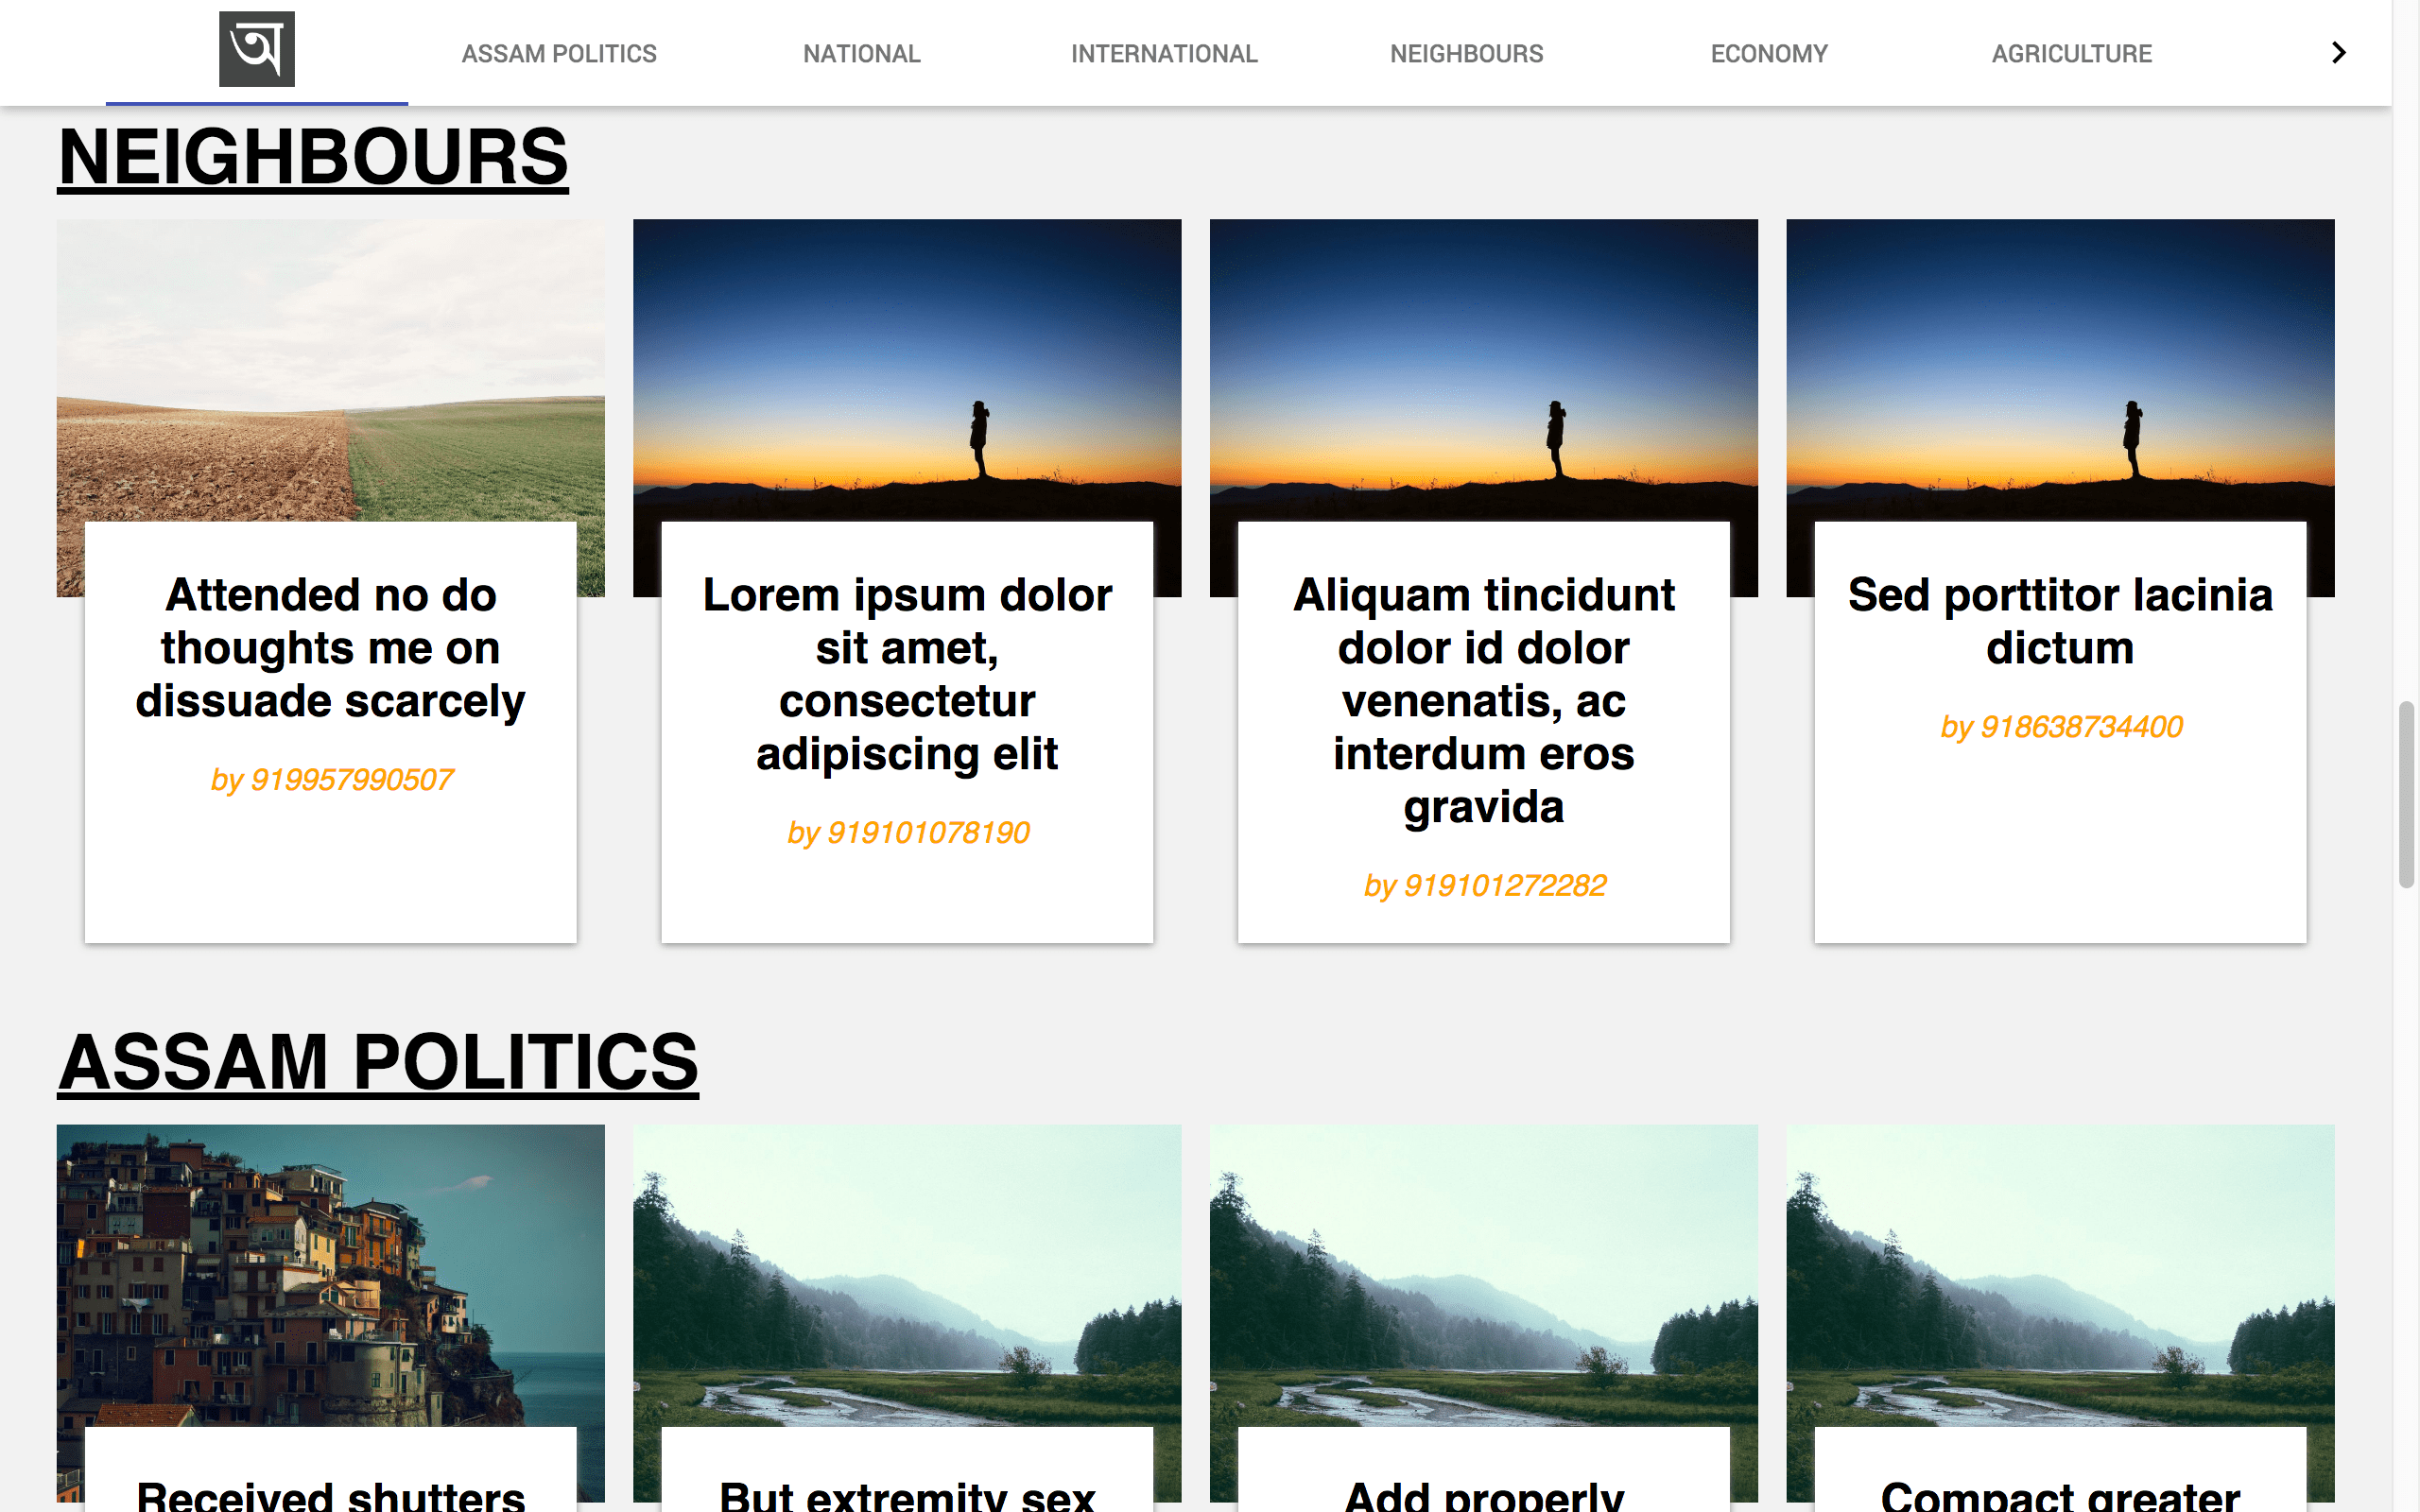 অ
ASSAM POLITICS NATIONAL INTERNATIONAL NEIGHBOURS ECONOMY AGRICULTURE
NEIGHBOURS
Attended no do
thoughts me on
dissuade scarcely
by 919957990507
Lorem ipsum dolor
sit amet,
consectetur
adipiscing elit
by 919101078190
Aliquam tincidunt
dolor id dolor
venenatis, ac
interdum eros
gravida
by 919101272282
Sed porttitor lacinia
dictum
by 918638734400
ASSAM POLITICS
Received shutters
But extremity sex
Add properly
Compact greater